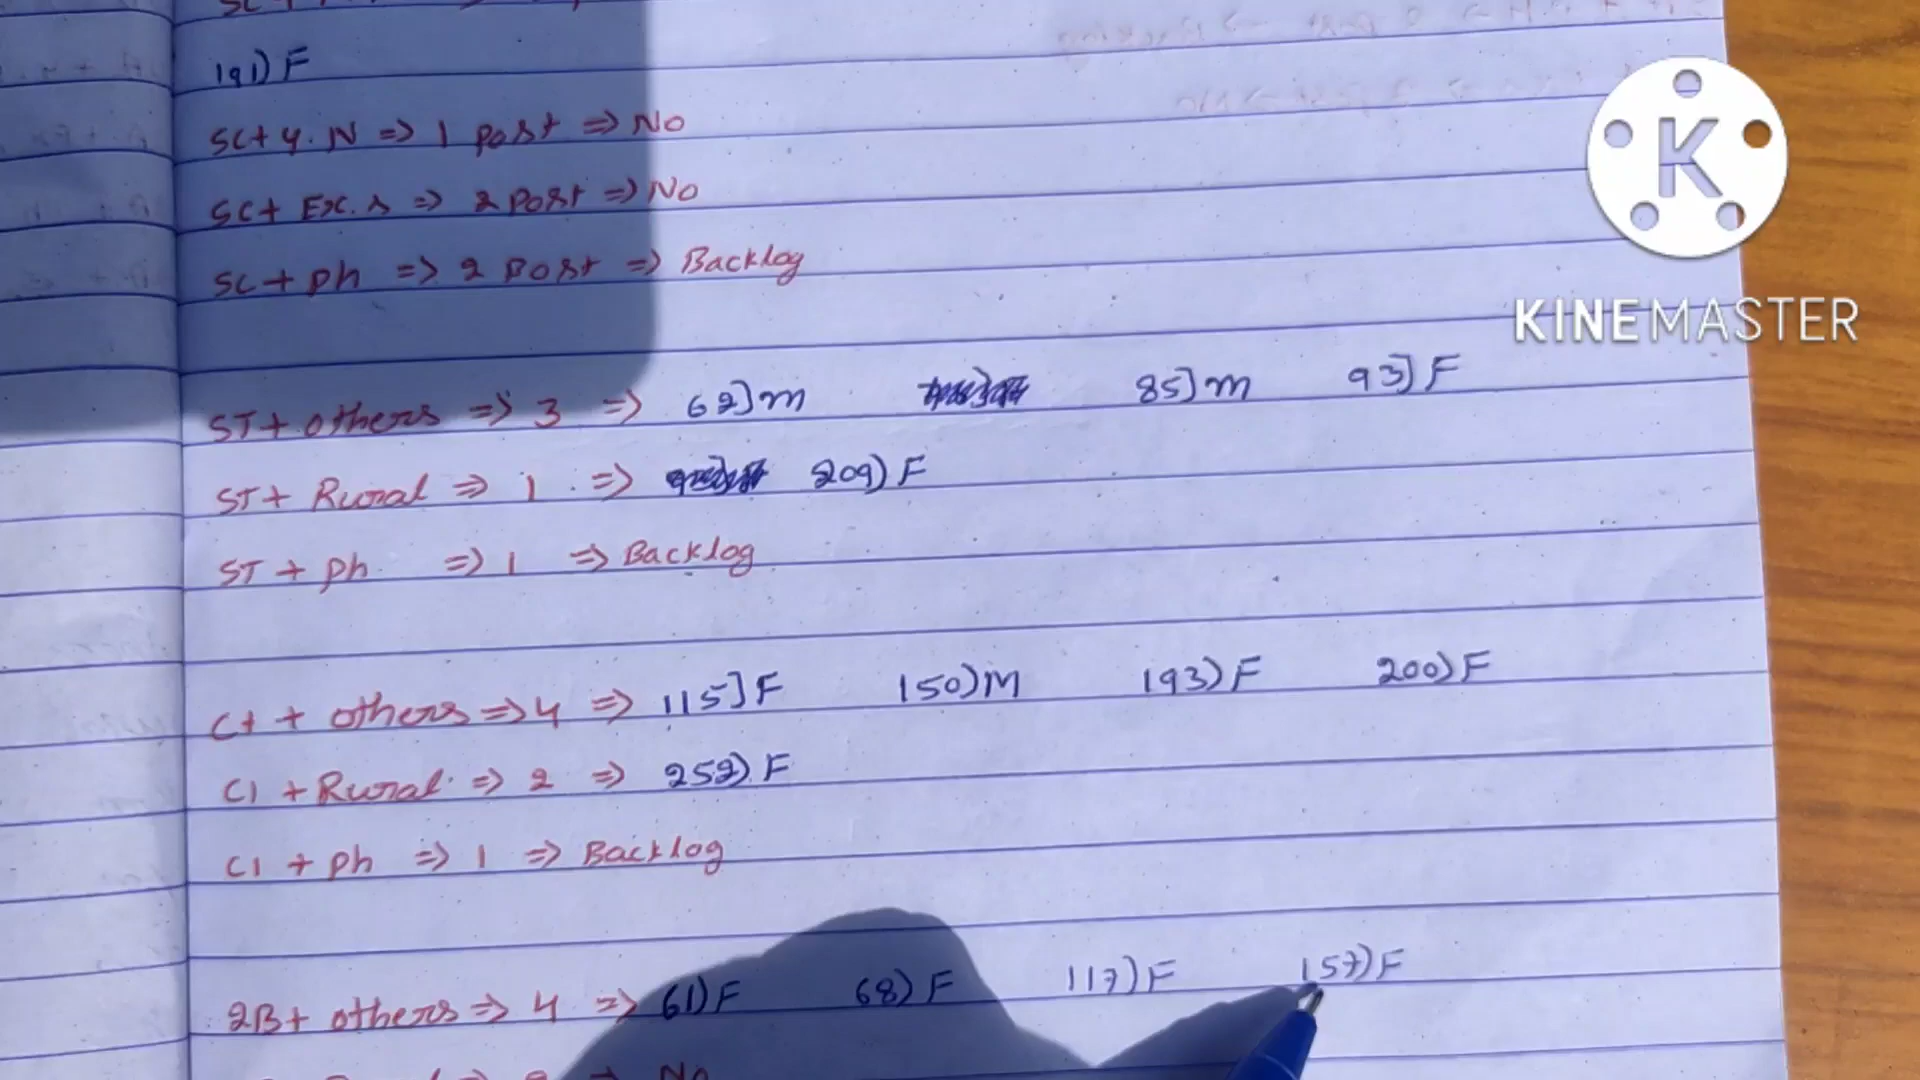 191) F
SC + Y.N => 1 Post => No
SC + Ex.s => 2 Post => No
SC + Ph => 2 Post => Backlog
K
KINEMASTER
ST + others => 3 => 62] m 85] m 93] F
ST + Rural => 1 => 209) F
ST + Ph => 1 => Backlog
C1 + others => 4 => 115] F 150) M 193) F 200) F
C1 + Rural => 2 => 252) F
C1 + Ph => 1 => Backlog
2B + others => 4 => 61) F 68) F 117) F 157) F
No